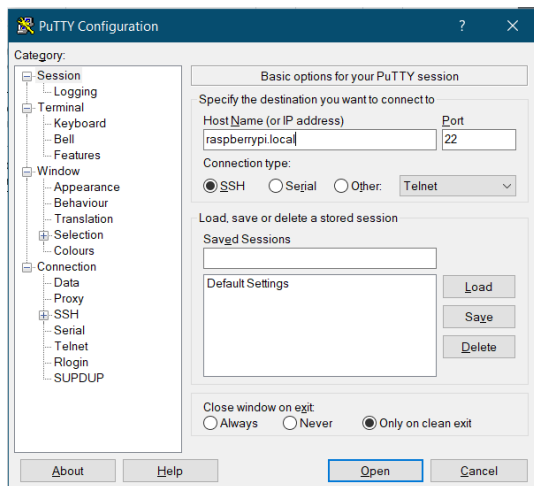 PuTTY Configuration
Category:
Session
Logging
Terminal
Keyboard
Bell
Features
Window
Appearance
Behaviour
Translation
Selection
Colours
Connection
Data
Proxy
SSH
Serial
Telnet
Rlogin
SUPDUP
Basic options for your PuTTY session
Specify the destination you want to connect to
Host Name (or IP address) Port
raspberrypi.local 22
Connection type:
SSH Serial Other: Telnet
Load, save or delete a stored session
Saved Sessions
Default Settings
Load
Save
Delete
Close window on exit:
Always Never Only on clean exit
About Help Open Cancel